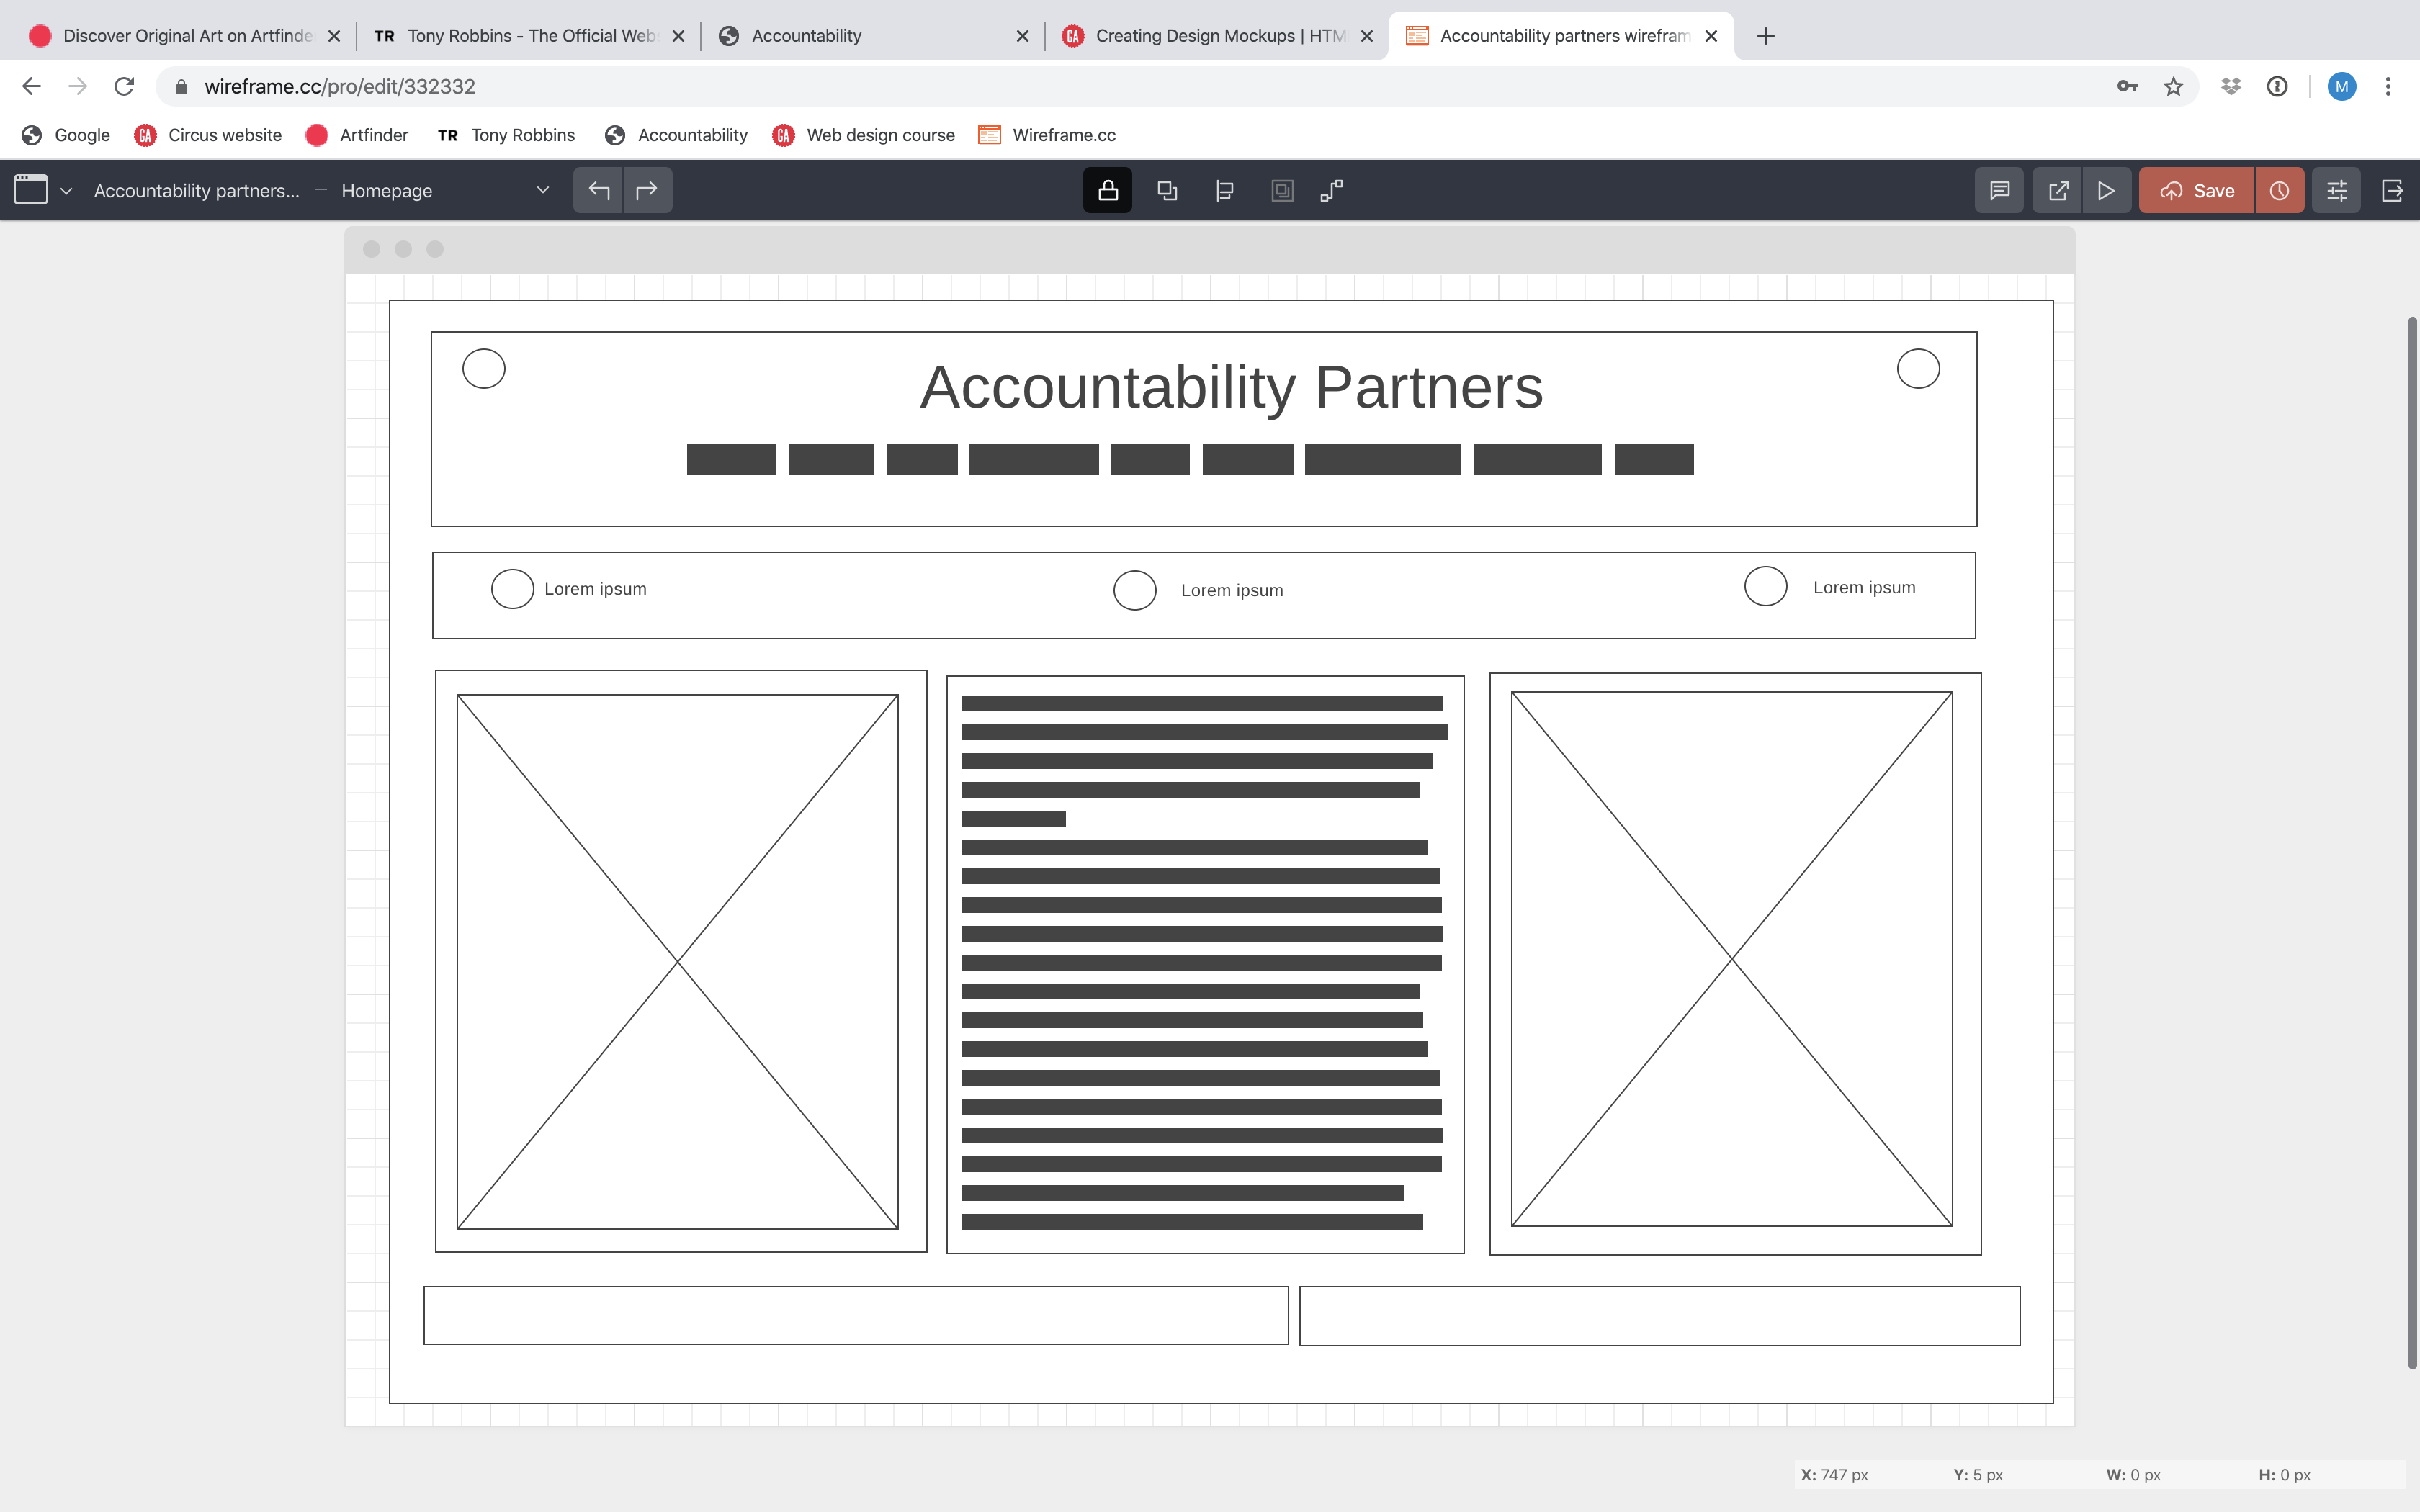 Discover Original Art on Artfinde
TR Tony Robbins - The Official Web
Accountability
GA Creating Design Mockups | HTM
Accountability partners wirefram
wireframe.cc/pro/edit/332332
M
Google
GA Circus website
Artfinder
TR Tony Robbins
Accountability
GA Web design course
Wireframe.cc
Accountability partners... – Homepage
Save
Accountability Partners
Lorem ipsum
Lorem ipsum
Lorem ipsum
X: 747 px Y: 5 px W: 0 px H: 0 px